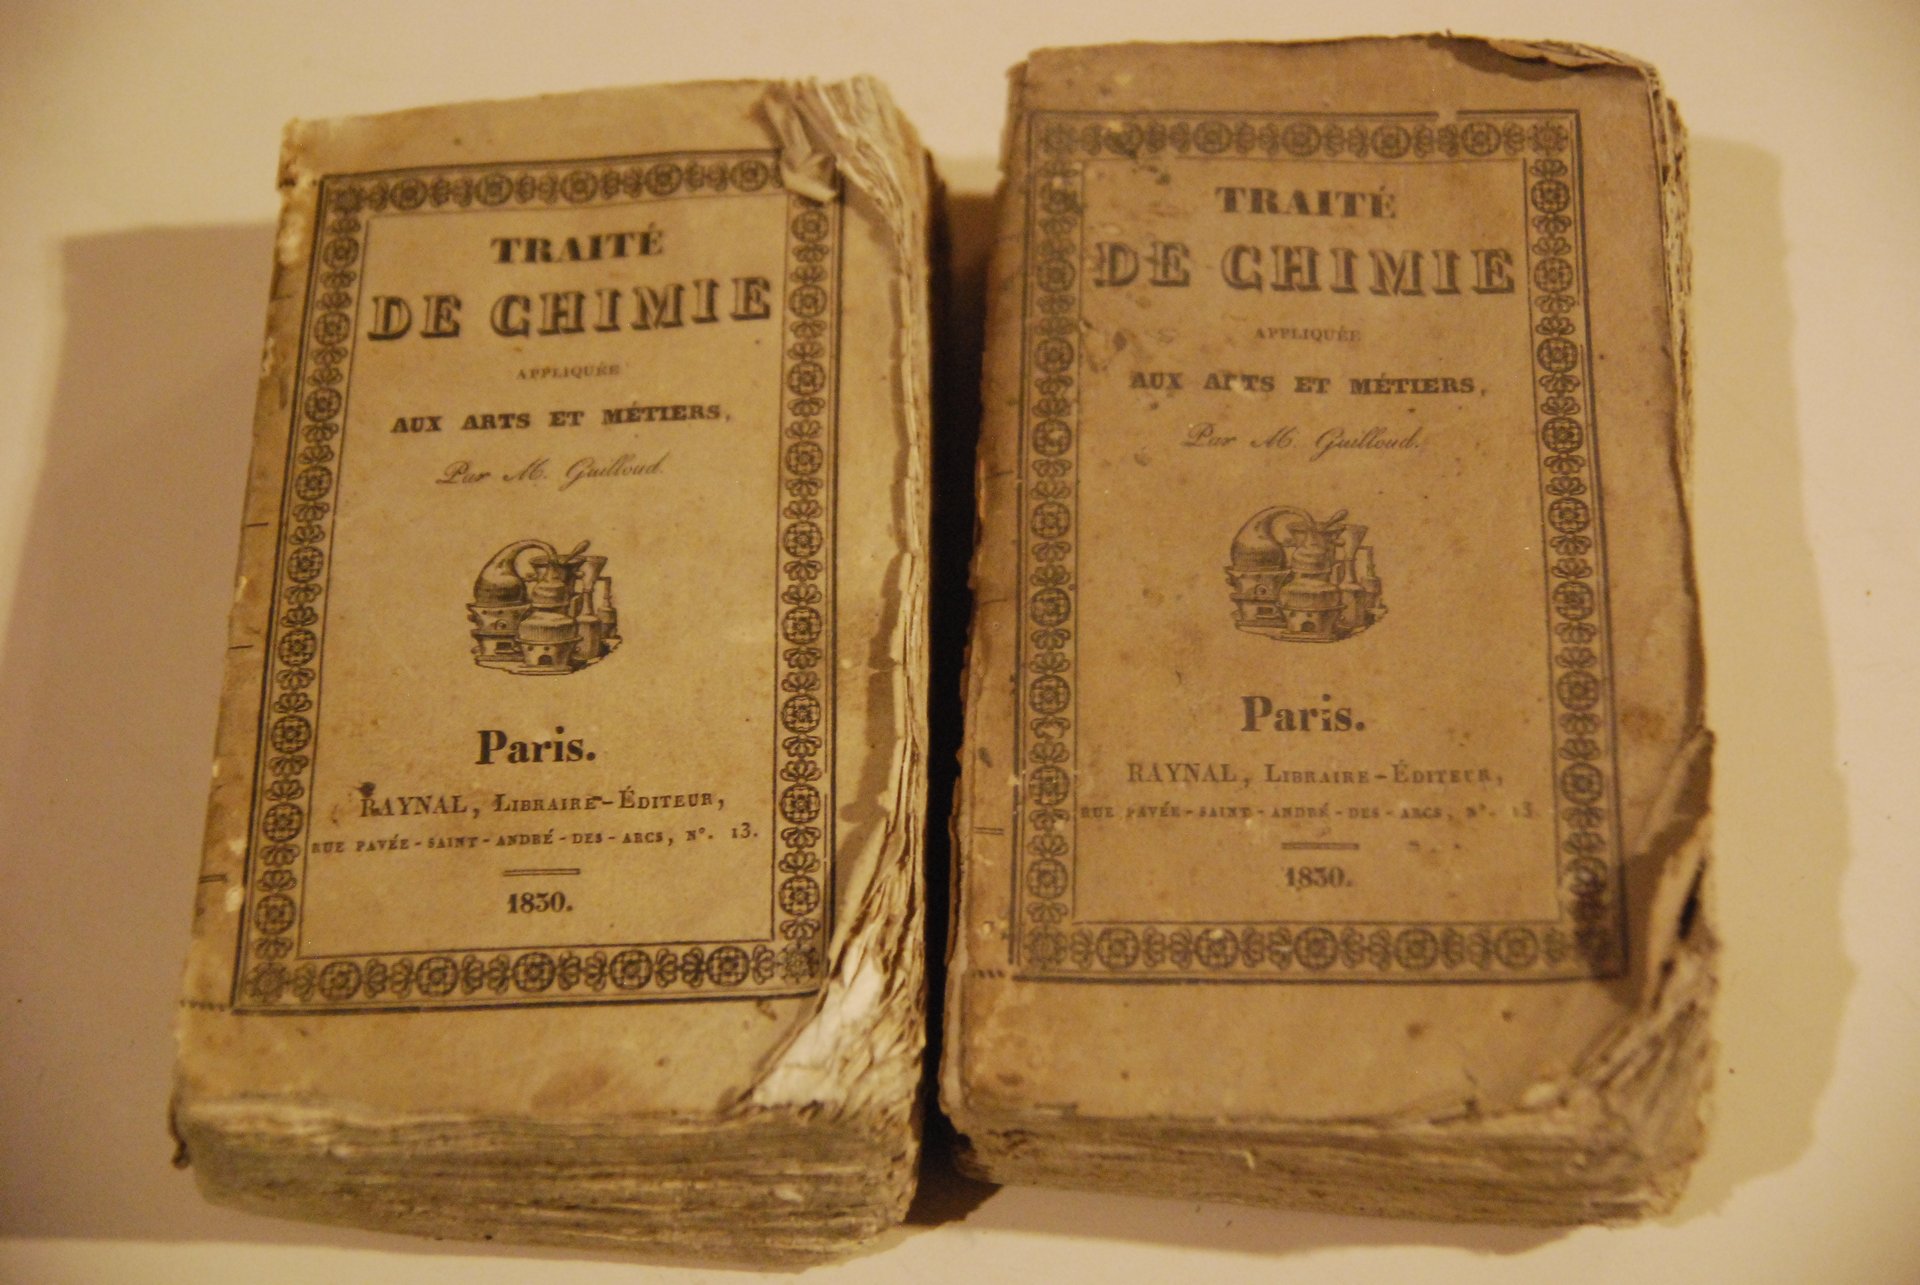 TRAITÉ
DE CHIMIE
APPLIQUÉE
AUX ARTS ET MÉTIERS,
Par M. Guilloud.
Paris.
RAYNAL, LIBRAIRE-ÉDITEUR,
RUE PAVÉE-SAINT-ANDRÉ-DES-ARCS, N°. 13.
1830.
TRAITÉ
DE CHIMIE
APPLIQUÉE
AUX ARTS ET MÉTIERS,
Par M. Guilloud.
Paris.
RAYNAL, LIBRAIRE-ÉDITEUR,
RUE PAVÉE-SAINT-ANDRÉ-DES-ARCS, N°. 13.
1830.